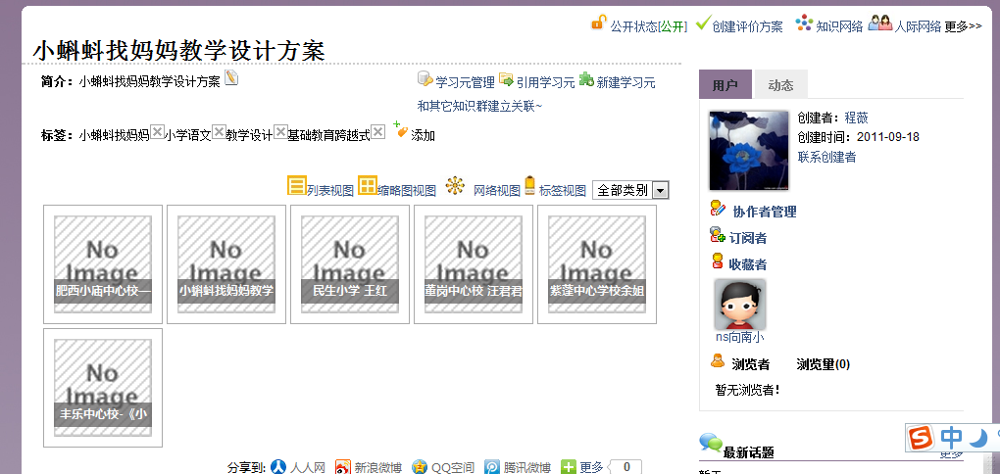 公开状态[公开] 创建评价方案 知识网络 人际网络 更多>>
小蝌蚪找妈妈教学设计方案
简介：小蝌蚪找妈妈教学设计方案
学习元管理 引用学习元 新建学习元
和其它知识群建立关联~
标签：小蝌蚪找妈妈 小学语文 教学设计 基础教育跨越式 添加
列表视图 缩略图视图 网络视图 标签视图 全部类别
No Image
肥西小庙中心校—
No Image
小蝌蚪找妈妈教学
No Image
民生小学 王红
No Image
董岗中心校 汪君君
No Image
紫蓬中心学校余姐
No Image
丰乐中心校-《小
分享到: 人人网 新浪微博 QQ空间 腾讯微博 更多 0
用户 动态
创建者：程薇
创建时间：2011-09-18
联系创建者
协作者管理
订阅者
收藏者
ns向南小
浏览者 浏览量(0)
暂无浏览者！
最新话题 更多
S 中